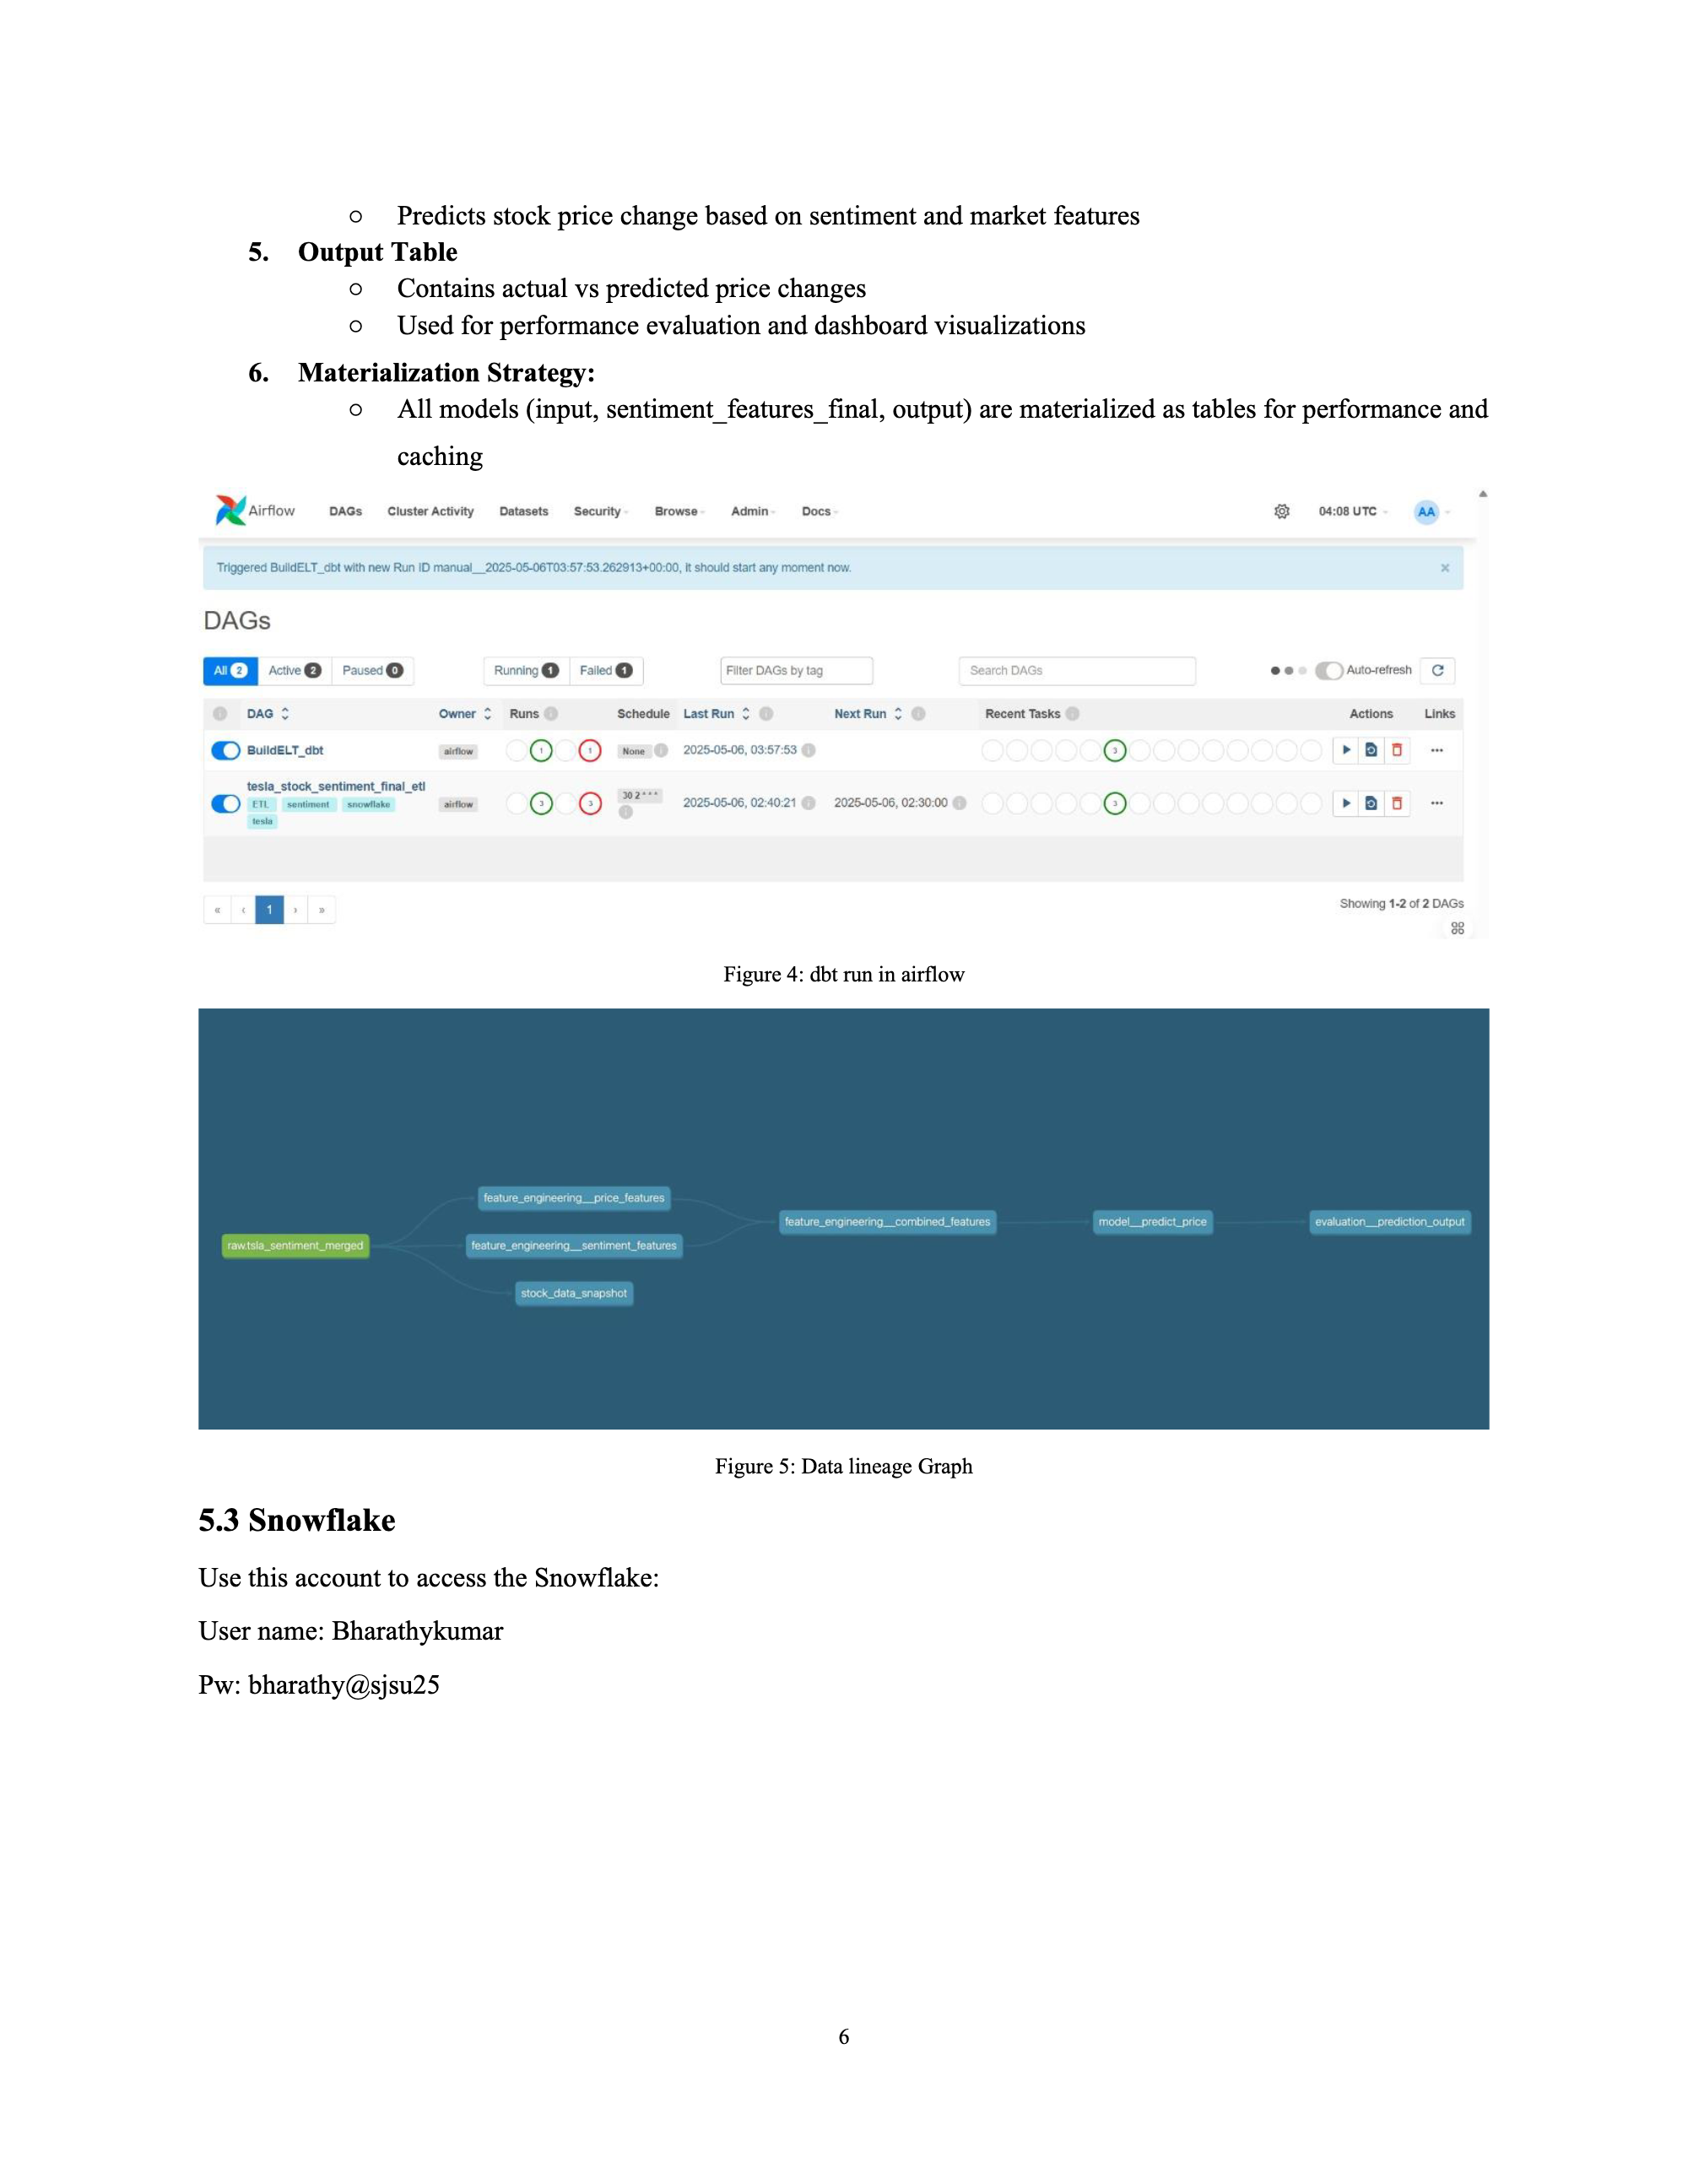 ○ Predicts stock price change based on sentiment and market features
5. Output Table
○ Contains actual vs predicted price changes
○ Used for performance evaluation and dashboard visualizations
6. Materialization Strategy:
○ All models (input, sentiment_features_final, output) are materialized as tables for performance and
caching
Airflow DAGs Cluster Activity Datasets Security Browse Admin Docs 04:08 UTC AA
Triggered BuildELT_dbt with new Run ID manual__2025-05-06T03:57:53.262913+00:00, it should start any moment now. ×
DAGs
All 2 Active 2 Paused 0 Running 1 Failed 1 Filter DAGs by tag Search DAGs Auto-refresh
DAG Owner Runs Schedule Last Run Next Run Recent Tasks Actions Links
BuildELT_dbt airflow 1 1 None 2025-05-06, 03:57:53 3 ...
tesla_stock_sentiment_final_etl
ETL sentiment snowflake airflow 3 3 30 2 * * * 2025-05-06, 02:40:21 2025-05-06, 02:30:00 3 ...
tesla
« ‹ 1 › »
Showing 1-2 of 2 DAGs
Figure 4: dbt run in airflow
feature_engineering__price_features
feature_engineering__combined_features model__predict_price evaluation__prediction_output
raw.tsla_sentiment_merged feature_engineering__sentiment_features
stock_data_snapshot
Figure 5: Data lineage Graph
5.3 Snowflake
Use this account to access the Snowflake:
User name: Bharathykumar
Pw: bharathy@sjsu25
6